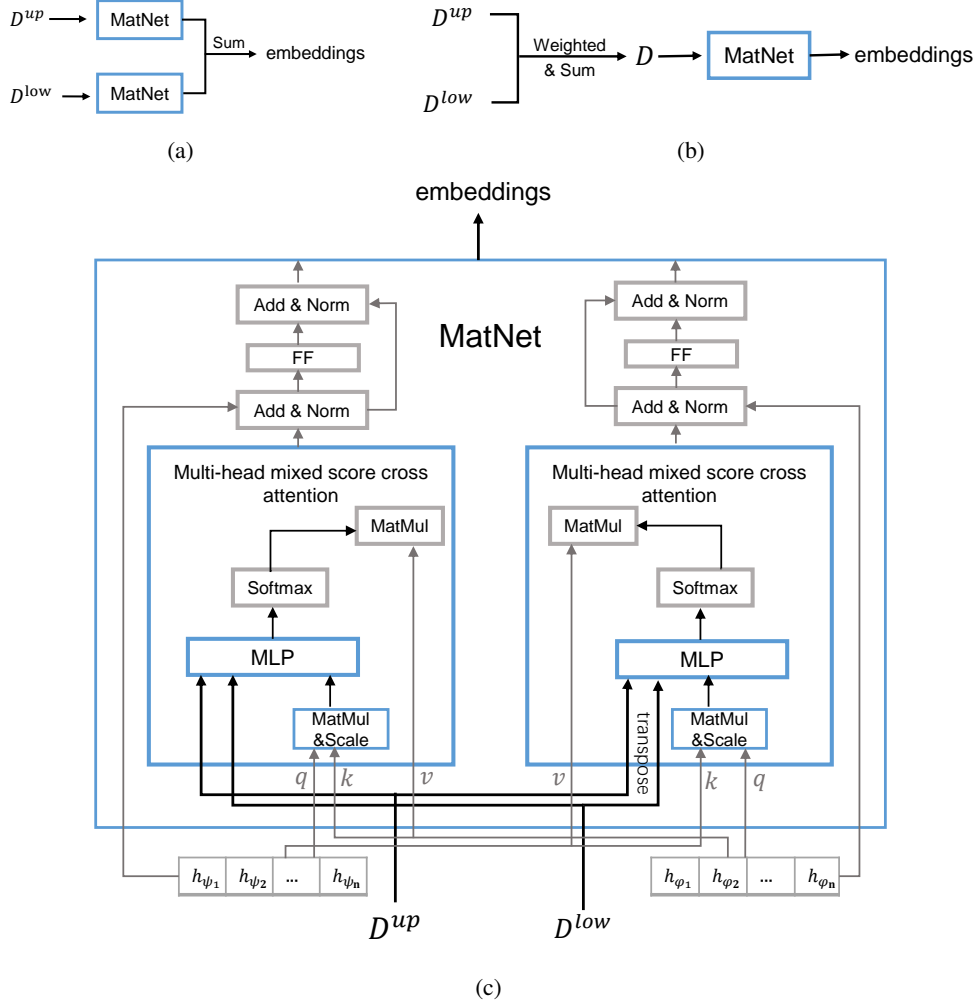 D^up MatNet
Sum
embeddings
D^low MatNet
(a)
D^up
Weighted
& Sum
D MatNet embeddings
D^low
(b)
embeddings
MatNet
Add & Norm
FF
Add & Norm
Multi-head mixed score cross
attention
MatMul
Softmax
MLP
MatMul
&Scale
q k v
Add & Norm
FF
Add & Norm
Multi-head mixed score cross
attention
MatMul
Softmax
MLP
transpose
MatMul
&Scale
v k q
h_ψ₁ h_ψ₂ ... h_ψₙ
h_φ₁ h_φ₂ ... h_φₙ
D^up D^low
(c)